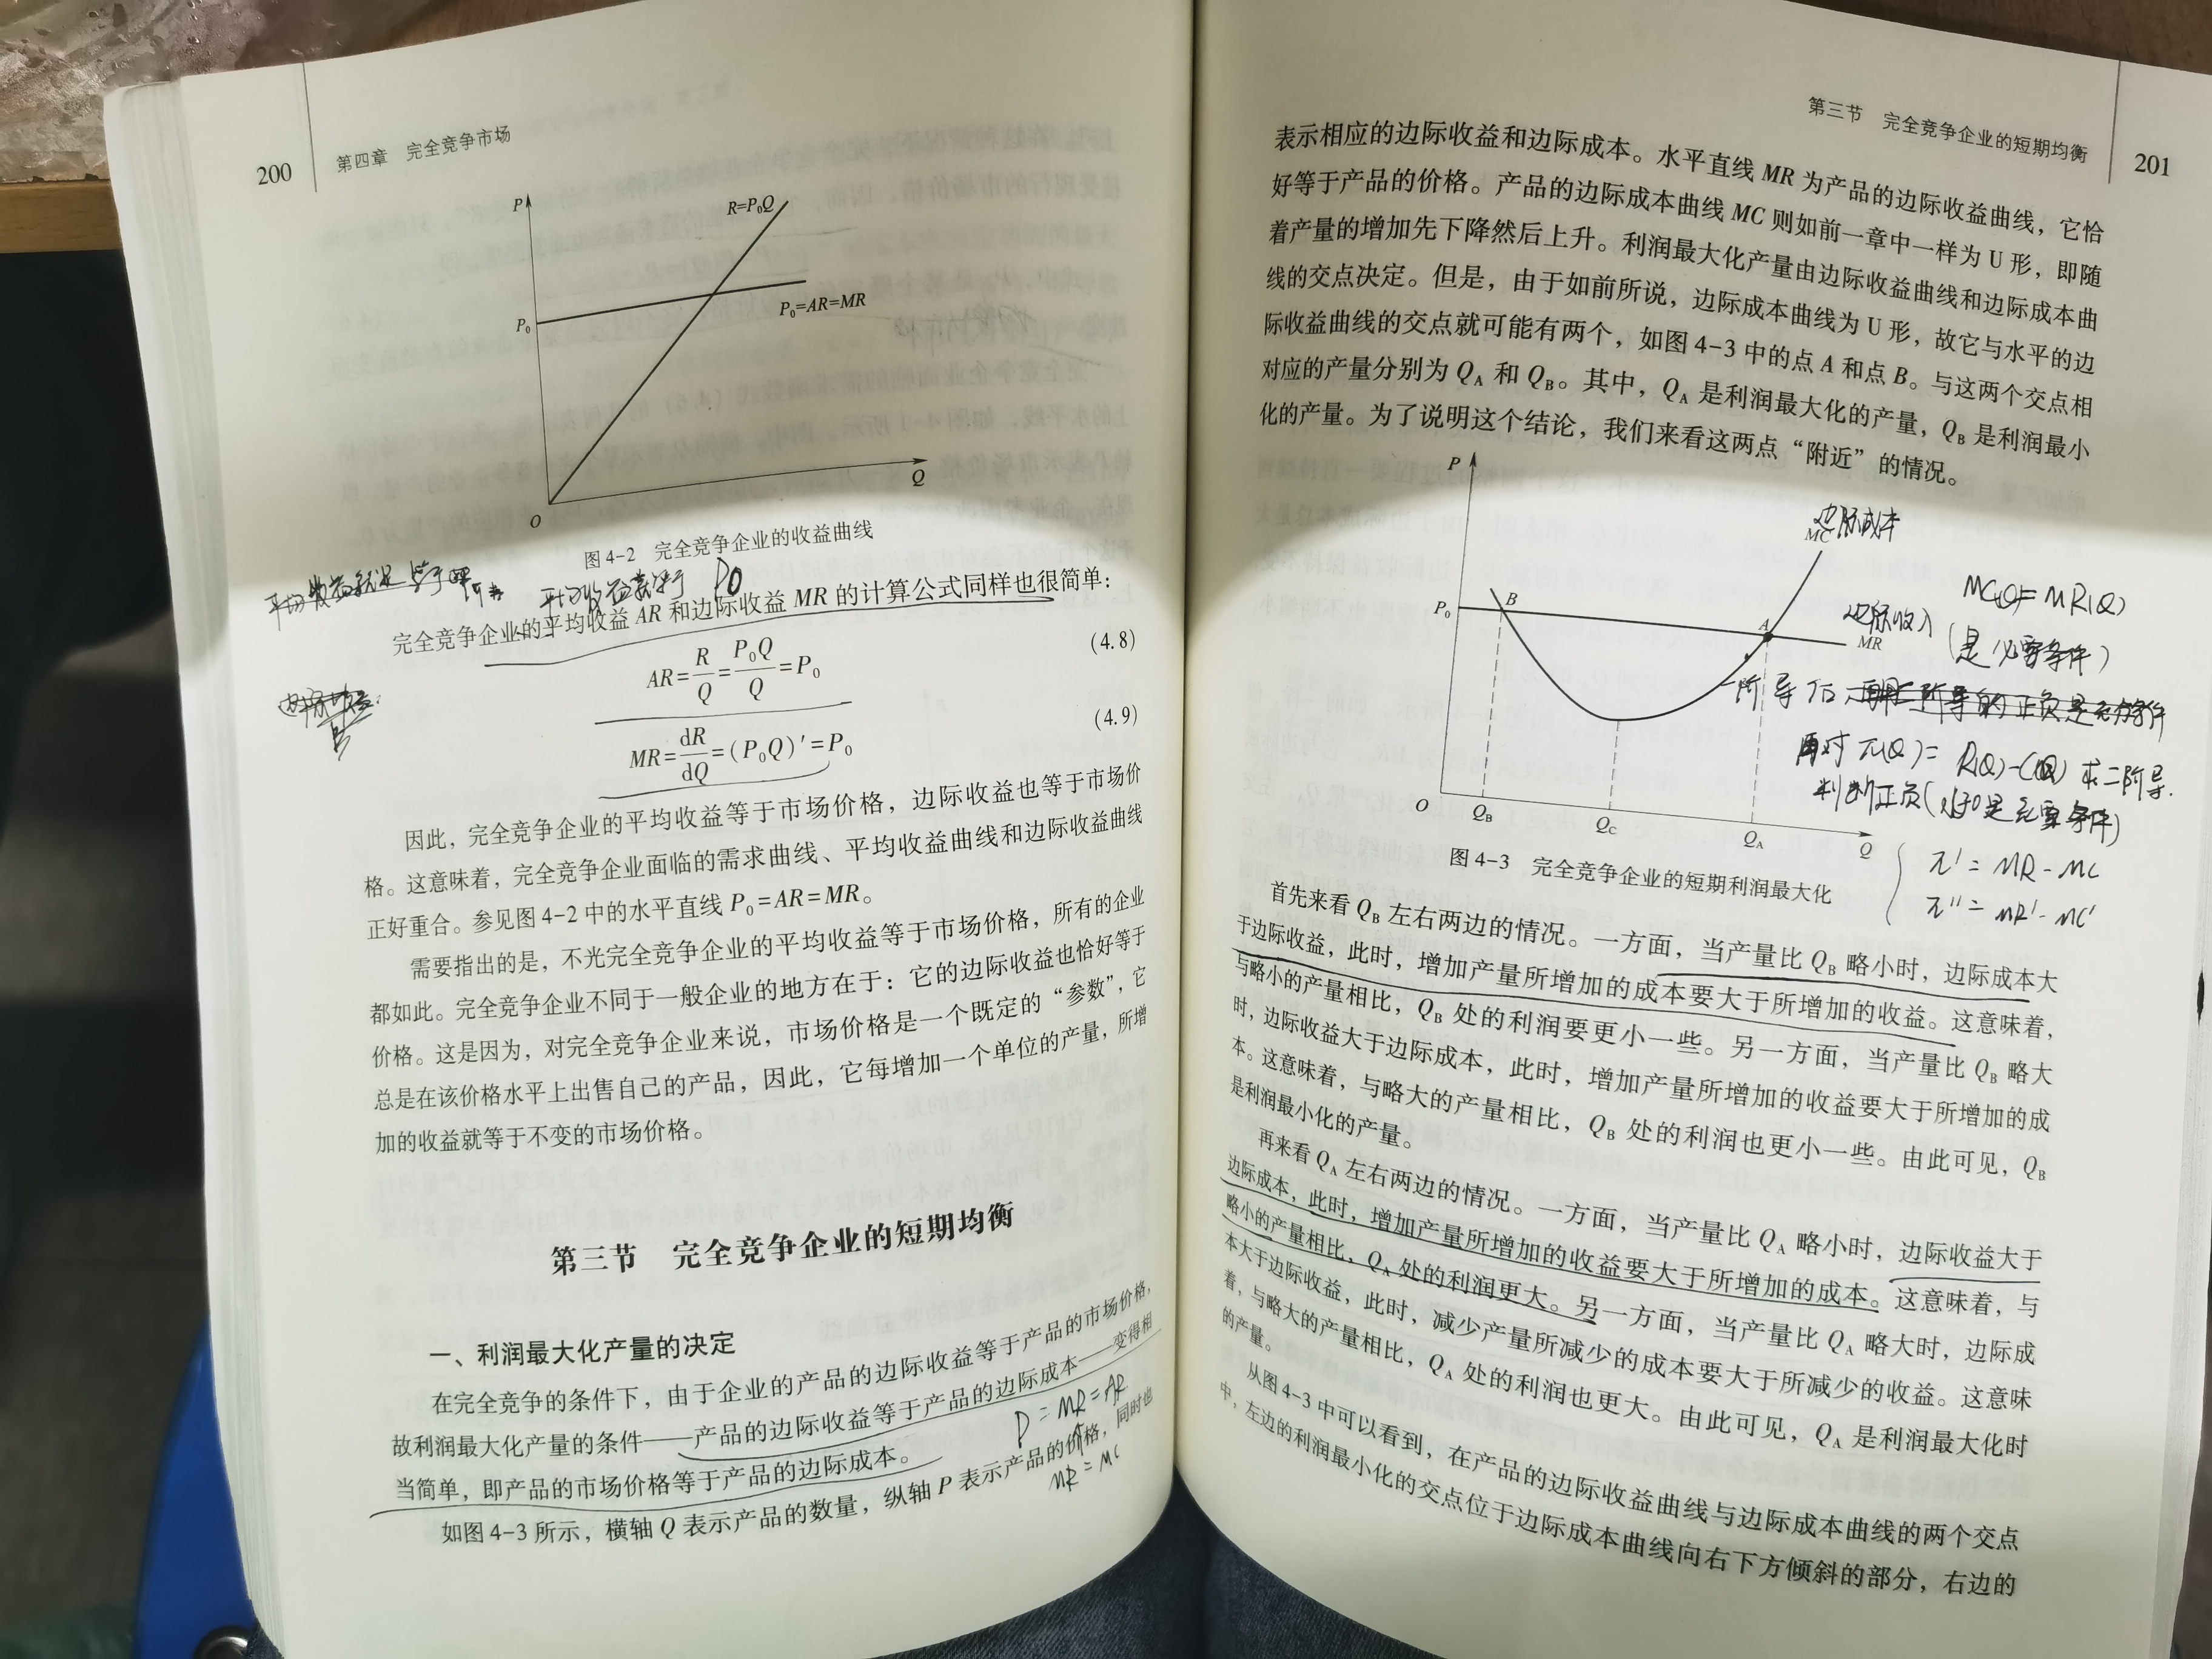 200
第四章 完全竞争市场
P
R=P₀Q
P₀
P₀=AR=MR
O
Q
图 4-2 完全竞争企业的收益曲线
平均收益就是等于
平均收益等于 P0
完全竞争企业的平均收益 AR 和边际收益 MR 的计算公式同样也很简单：
AR=R/Q=P₀Q/Q=P₀ (4.8)
MR=dR/dQ=(P₀Q)′=P₀ (4.9)
因此，完全竞争企业的平均收益等于市场价格，边际收益也等于市场价
格。这意味着，完全竞争企业面临的需求曲线、平均收益曲线和边际收益曲线
正好重合。参见图 4-2 中的水平直线 P₀=AR=MR。
需要指出的是，不光完全竞争企业的平均收益等于市场价格，所有的企业
都如此。完全竞争企业不同于一般企业的地方在于：它的边际收益也恰好等于
价格。这是因为，对完全竞争企业来说，市场价格是一个既定的“参数”，它
总是在该价格水平上出售自己的产品，因此，它每增加一个单位的产量，所增
加的收益就等于不变的市场价格。
第三节 完全竞争企业的短期均衡
一、利润最大化产量的决定
在完全竞争的条件下，由于企业的产品的边际收益等于产品的市场价格，
故利润最大化产量的条件——产品的边际收益等于产品的边际成本——变得相
当简单，即产品的市场价格等于产品的边际成本。
P=MR=AR
MR=MC
如图 4-3 所示，横轴 Q 表示产品的数量，纵轴 P 表示产品的价格，同时也
第三节 完全竞争企业的短期均衡
201
表示相应的边际收益和边际成本。水平直线 MR 为产品的边际收益曲线，它恰
好等于产品的价格。产品的边际成本曲线 MC 则如前一章中一样为 U 形，即随
着产量的增加先下降然后上升。利润最大化产量由边际收益曲线和边际成本曲
线的交点决定。但是，由于如前所说，边际成本曲线为 U 形，故它与水平的边
际收益曲线的交点就可能有两个，如图 4-3 中的点 A 和点 B。与这两个交点相
对应的产量分别为 Q_A 和 Q_B。其中，Q_A 是利润最大化的产量，Q_B 是利润最小
化的产量。为了说明这个结论，我们来看这两点“附近”的情况。
P
边际成本
MC
P₀
B
A
MR
边际收入
MC(Q)=MR(Q)
(是必要条件)
一阶导后
再对 π(Q)= R(Q)-C(Q) 求二阶导.
判断正负(小于0是充要条件)
O
Q_B
Q_C
Q_A
Q
π′= MR-MC
π″= MR′-MC′
图 4-3 完全竞争企业的短期利润最大化
首先来看 Q_B 左右两边的情况。一方面，当产量比 Q_B 略小时，边际成本大
于边际收益，此时，增加产量所增加的成本要大于所增加的收益。这意味着，
与略小的产量相比，Q_B 处的利润要更小一些。另一方面，当产量比 Q_B 略大
时，边际收益大于边际成本，此时，增加产量所增加的收益要大于所增加的成
本。这意味着，与略大的产量相比，Q_B 处的利润也更小一些。由此可见，Q_B
是利润最小化的产量。
再来看 Q_A 左右两边的情况。一方面，当产量比 Q_A 略小时，边际收益大于
边际成本，此时，增加产量所增加的收益要大于所增加的成本。这意味着，与
略小的产量相比，Q_A 处的利润更大。另一方面，当产量比 Q_A 略大时，边际成
本大于边际收益，此时，减少产量所减少的成本要大于所减少的收益。这意味
着，与略大的产量相比，Q_A 处的利润也更大。由此可见，Q_A 是利润最大化时
的产量。
从图 4-3 中可以看到，在产品的边际收益曲线与边际成本曲线的两个交点
中，左边的利润最小化的交点位于边际成本曲线向右下方倾斜的部分，右边的